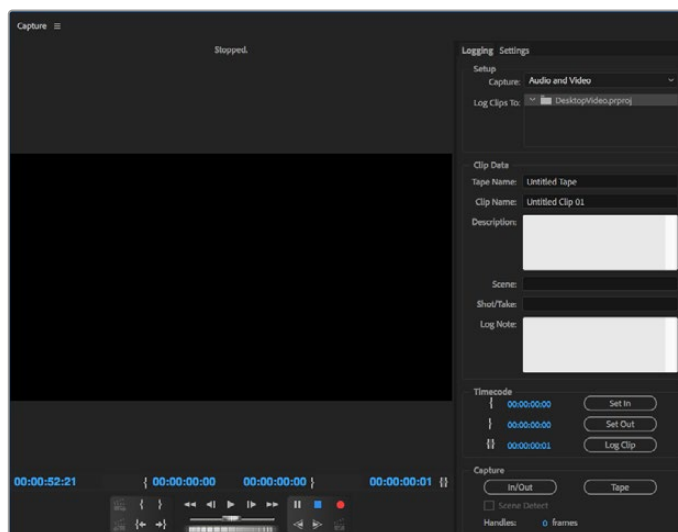 Capture
Stopped.
Logging Settings
Setup
Capture: Audio and Video
Log Clips To: DesktopVideo.prproj
Clip Data
Tape Name: Untitled Tape
Clip Name: Untitled Clip 01
Description:
Scene:
Shot/Take:
Log Note:
Timecode
{ 00:00:00:00 Set In
} 00:00:00:00 Set Out
{} 00:00:00:01 Log Clip
00:00:52:21 { 00:00:00:00 00:00:00:00 } 00:00:00:01 {}
Capture
In/Out Tape
Scene Detect
Handles: 0 frames